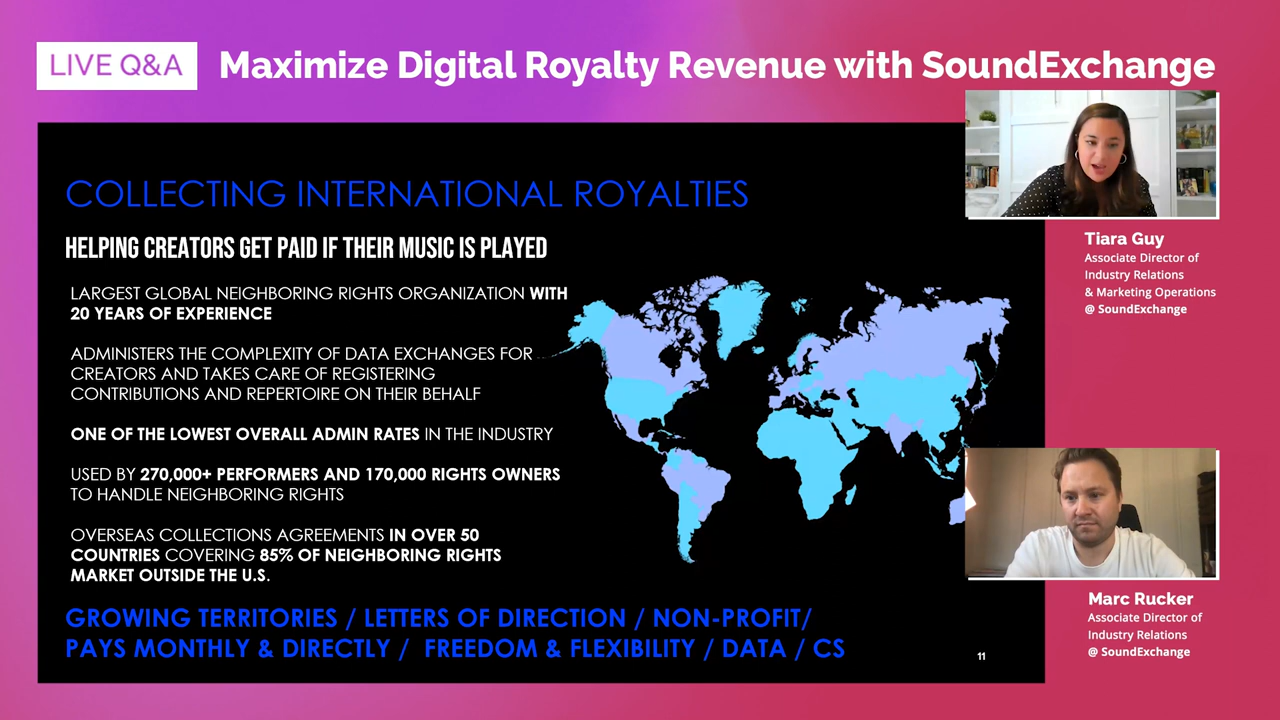 LIVE Q&A
Maximize Digital Royalty Revenue with SoundExchange
COLLECTING INTERNATIONAL ROYALTIES
HELPING CREATORS GET PAID IF THEIR MUSIC IS PLAYED
LARGEST GLOBAL NEIGHBORING RIGHTS ORGANIZATION WITH
20 YEARS OF EXPERIENCE
ADMINISTERS THE COMPLEXITY OF DATA EXCHANGES FOR
CREATORS AND TAKES CARE OF REGISTERING
CONTRIBUTIONS AND REPERTOIRE ON THEIR BEHALF
ONE OF THE LOWEST OVERALL ADMIN RATES IN THE INDUSTRY
USED BY 270,000+ PERFORMERS AND 170,000 RIGHTS OWNERS
TO HANDLE NEIGHBORING RIGHTS
OVERSEAS COLLECTIONS AGREEMENTS IN OVER 50
COUNTRIES COVERING 85% OF NEIGHBORING RIGHTS
MARKET OUTSIDE THE U.S.
GROWING TERRITORIES / LETTERS OF DIRECTION / NON-PROFIT/
PAYS MONTHLY & DIRECTLY / FREEDOM & FLEXIBILITY / DATA / CS
11
Tiara Guy
Associate Director of
Industry Relations
& Marketing Operations
@ SoundExchange
Marc Rucker
Associate Director of
Industry Relations
@ SoundExchange